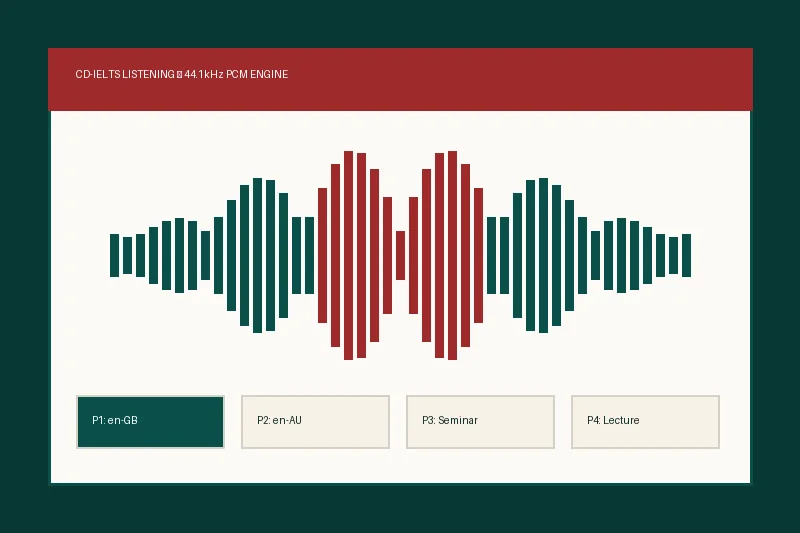 CD-IELTS LISTENING ▯ 44.1kHz PCM ENGINE
P1: en-GB
P2: en-AU
P3: Seminar
P4: Lecture